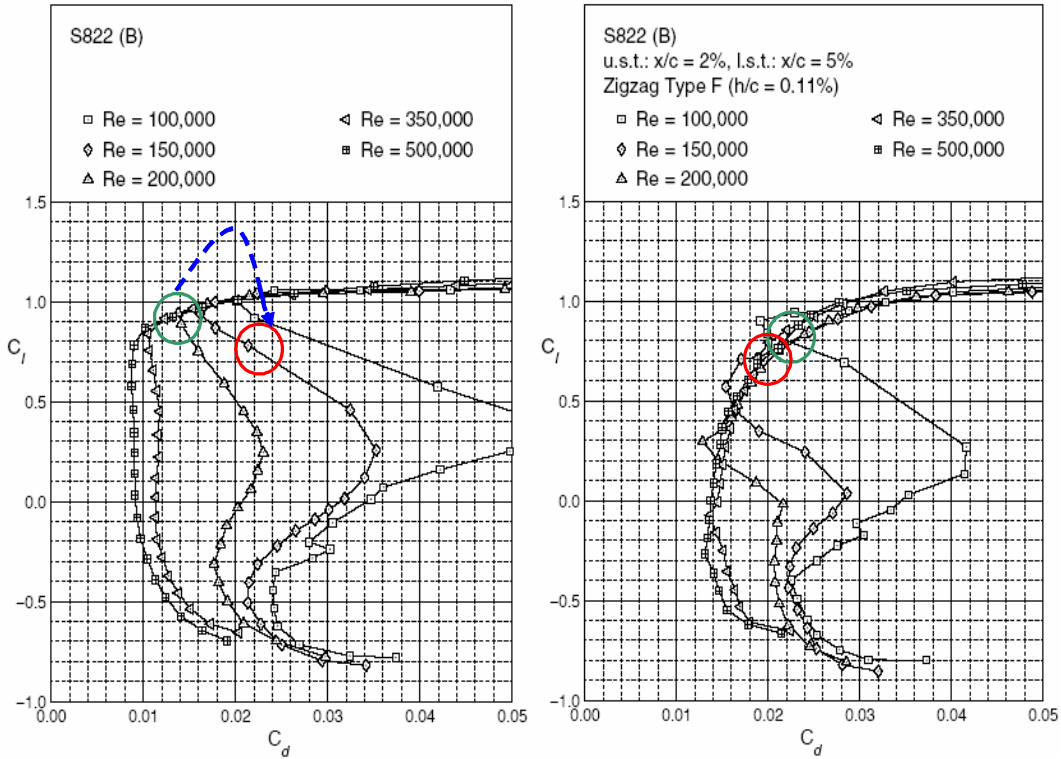 S822 (B)
Re = 100,000
Re = 350,000
Re = 150,000
Re = 500,000
Re = 200,000
1.5
1.0
C_l
0.5
0.0
−0.5
−1.0
0.00 0.01 0.02 0.03 0.04 0.05
C_d
S822 (B)
u.s.t.: x/c = 2%, l.s.t.: x/c = 5%
Zigzag Type F (h/c = 0.11%)
Re = 100,000
Re = 350,000
Re = 150,000
Re = 500,000
Re = 200,000
1.5
1.0
C_l
0.5
0.0
−0.5
−1.0
0.00 0.01 0.02 0.03 0.04 0.05
C_d